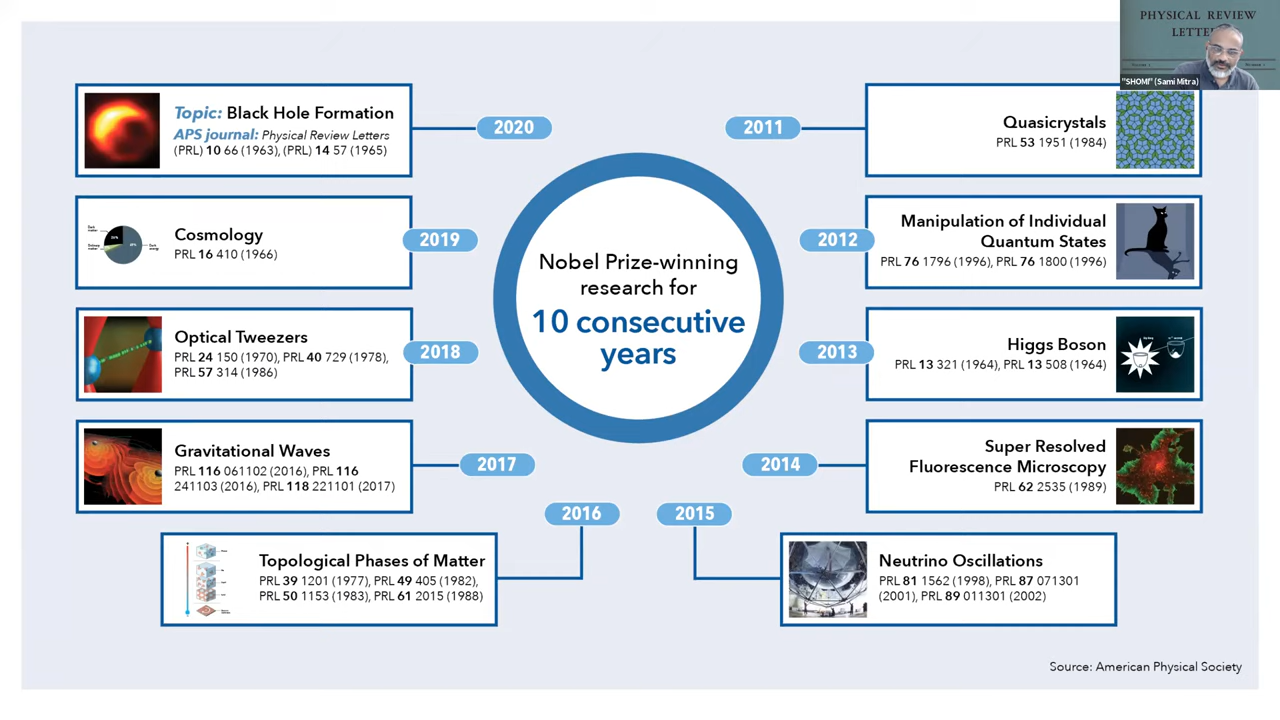 PHYSICAL REVIEW
"SHOMI" (Sami Mitra)
Topic: Black Hole Formation
APS journal: Physical Review Letters
(PRL) 10 66 (1963), (PRL) 14 57 (1965)
2020
Cosmology
PRL 16 410 (1966)
2019
Optical Tweezers
PRL 24 150 (1970), PRL 40 729 (1978),
PRL 57 314 (1986)
2018
Gravitational Waves
PRL 116 061102 (2016), PRL 116
241103 (2016), PRL 118 221101 (2017)
2017
Topological Phases of Matter
PRL 39 1201 (1977), PRL 49 405 (1982),
PRL 50 1153 (1983), PRL 61 2015 (1988)
2016
Nobel Prize-winning
research for
10 consecutive
years
2011
Quasicrystals
PRL 53 1951 (1984)
2012
Manipulation of Individual
Quantum States
PRL 76 1796 (1996), PRL 76 1800 (1996)
2013
Higgs Boson
PRL 13 321 (1964), PRL 13 508 (1964)
2014
Super Resolved
Fluorescence Microscopy
PRL 62 2535 (1989)
2015
Neutrino Oscillations
PRL 81 1562 (1998), PRL 87 071301
(2001), PRL 89 011301 (2002)
Source: American Physical Society